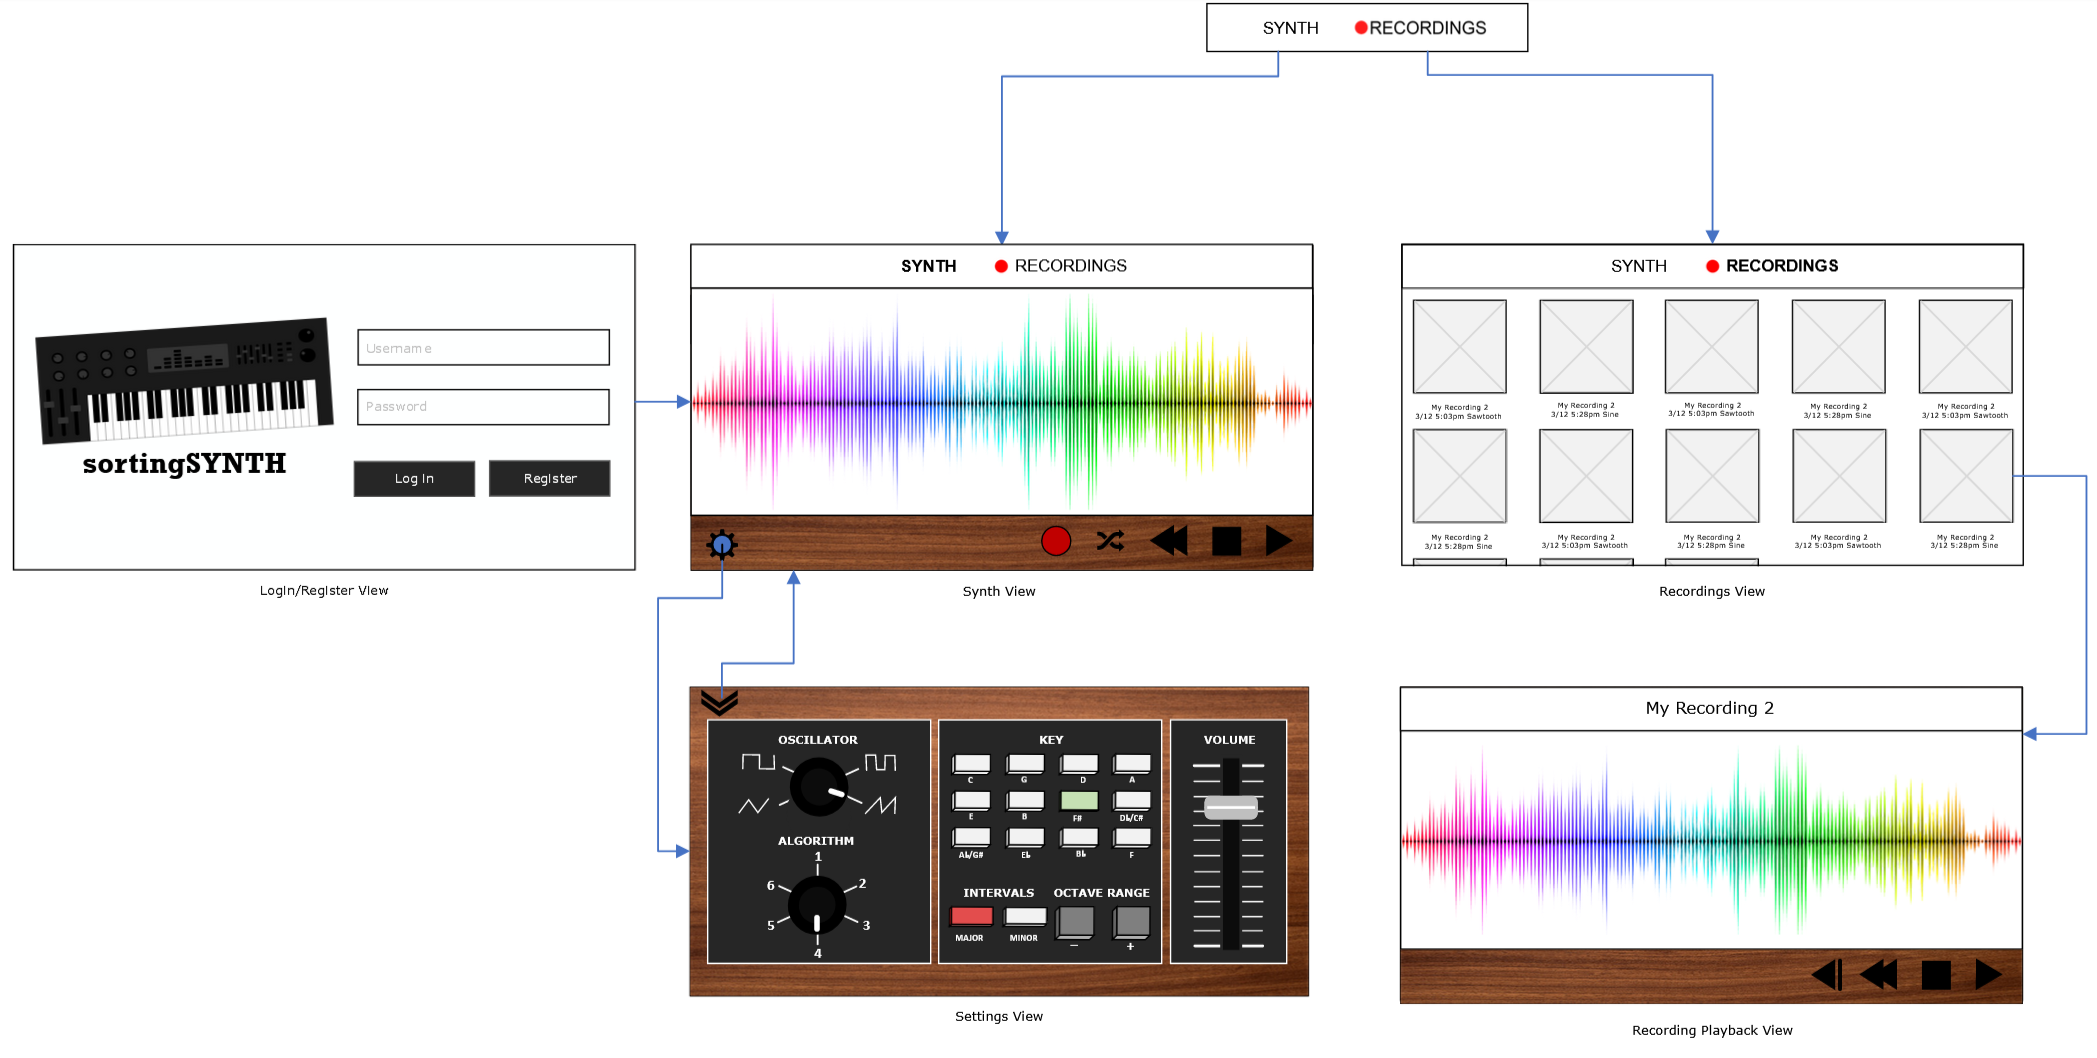 SYNTH RECORDINGS
Username
Password
sortingSYNTH
Log In Register
Login/Register View
SYNTH RECORDINGS
Synth View
SYNTH RECORDINGS
My Recording 2
3/12 5:03pm Sawtooth
My Recording 2
3/12 5:28pm Sine
My Recording 2
3/12 5:03pm Sawtooth
My Recording 2
3/12 5:28pm Sine
My Recording 2
3/12 5:03pm Sawtooth
My Recording 2
3/12 5:28pm Sine
My Recording 2
3/12 5:03pm Sawtooth
My Recording 2
3/12 5:28pm Sine
My Recording 2
3/12 5:03pm Sawtooth
My Recording 2
3/12 5:28pm Sine
Recordings View
OSCILLATOR
ALGORITHM
1
6 2
5 3
4
KEY
C G D A
E B F# D♭/C#
A♭/G# E♭ B♭ F
INTERVALS OCTAVE RANGE
MAJOR MINOR − +
VOLUME
Settings View
My Recording 2
Recording Playback View